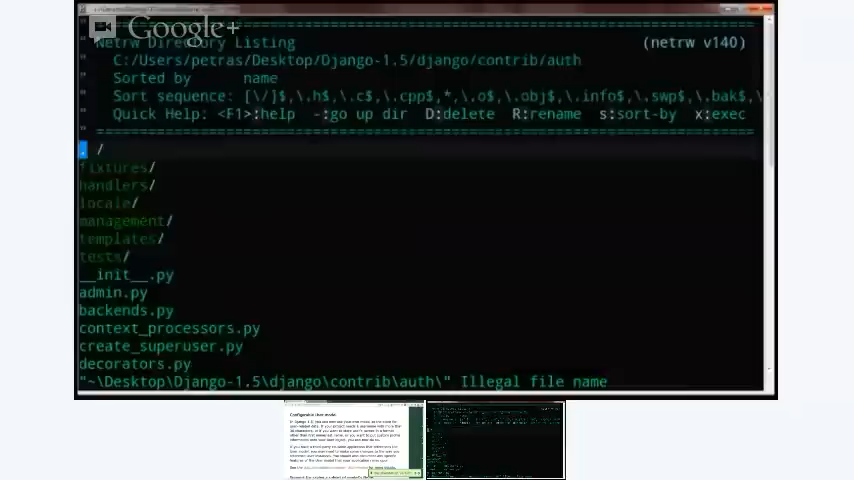 Google+
Netrw Directory Listing (netrw v140)
C:/Users/petras/Desktop/Django-1.5/django/contrib/auth
Sorted by name
Sort sequence: [\/]$,\.h$,\.c$,\.cpp$,*,\.o$,\.obj$,\.info$,\.swp$,\.bak$,\
Quick Help: <F1>:help -:go up dir D:delete R:rename s:sort-by x:exec
. /
fixtures/
handlers/
locale/
management/
templates/
tests/
__init__.py
admin.py
backends.py
context_processors.py
create_superuser.py
decorators.py
"~\Desktop\Django-1.5\django\contrib\auth\" Illegal file name
Configurable User model